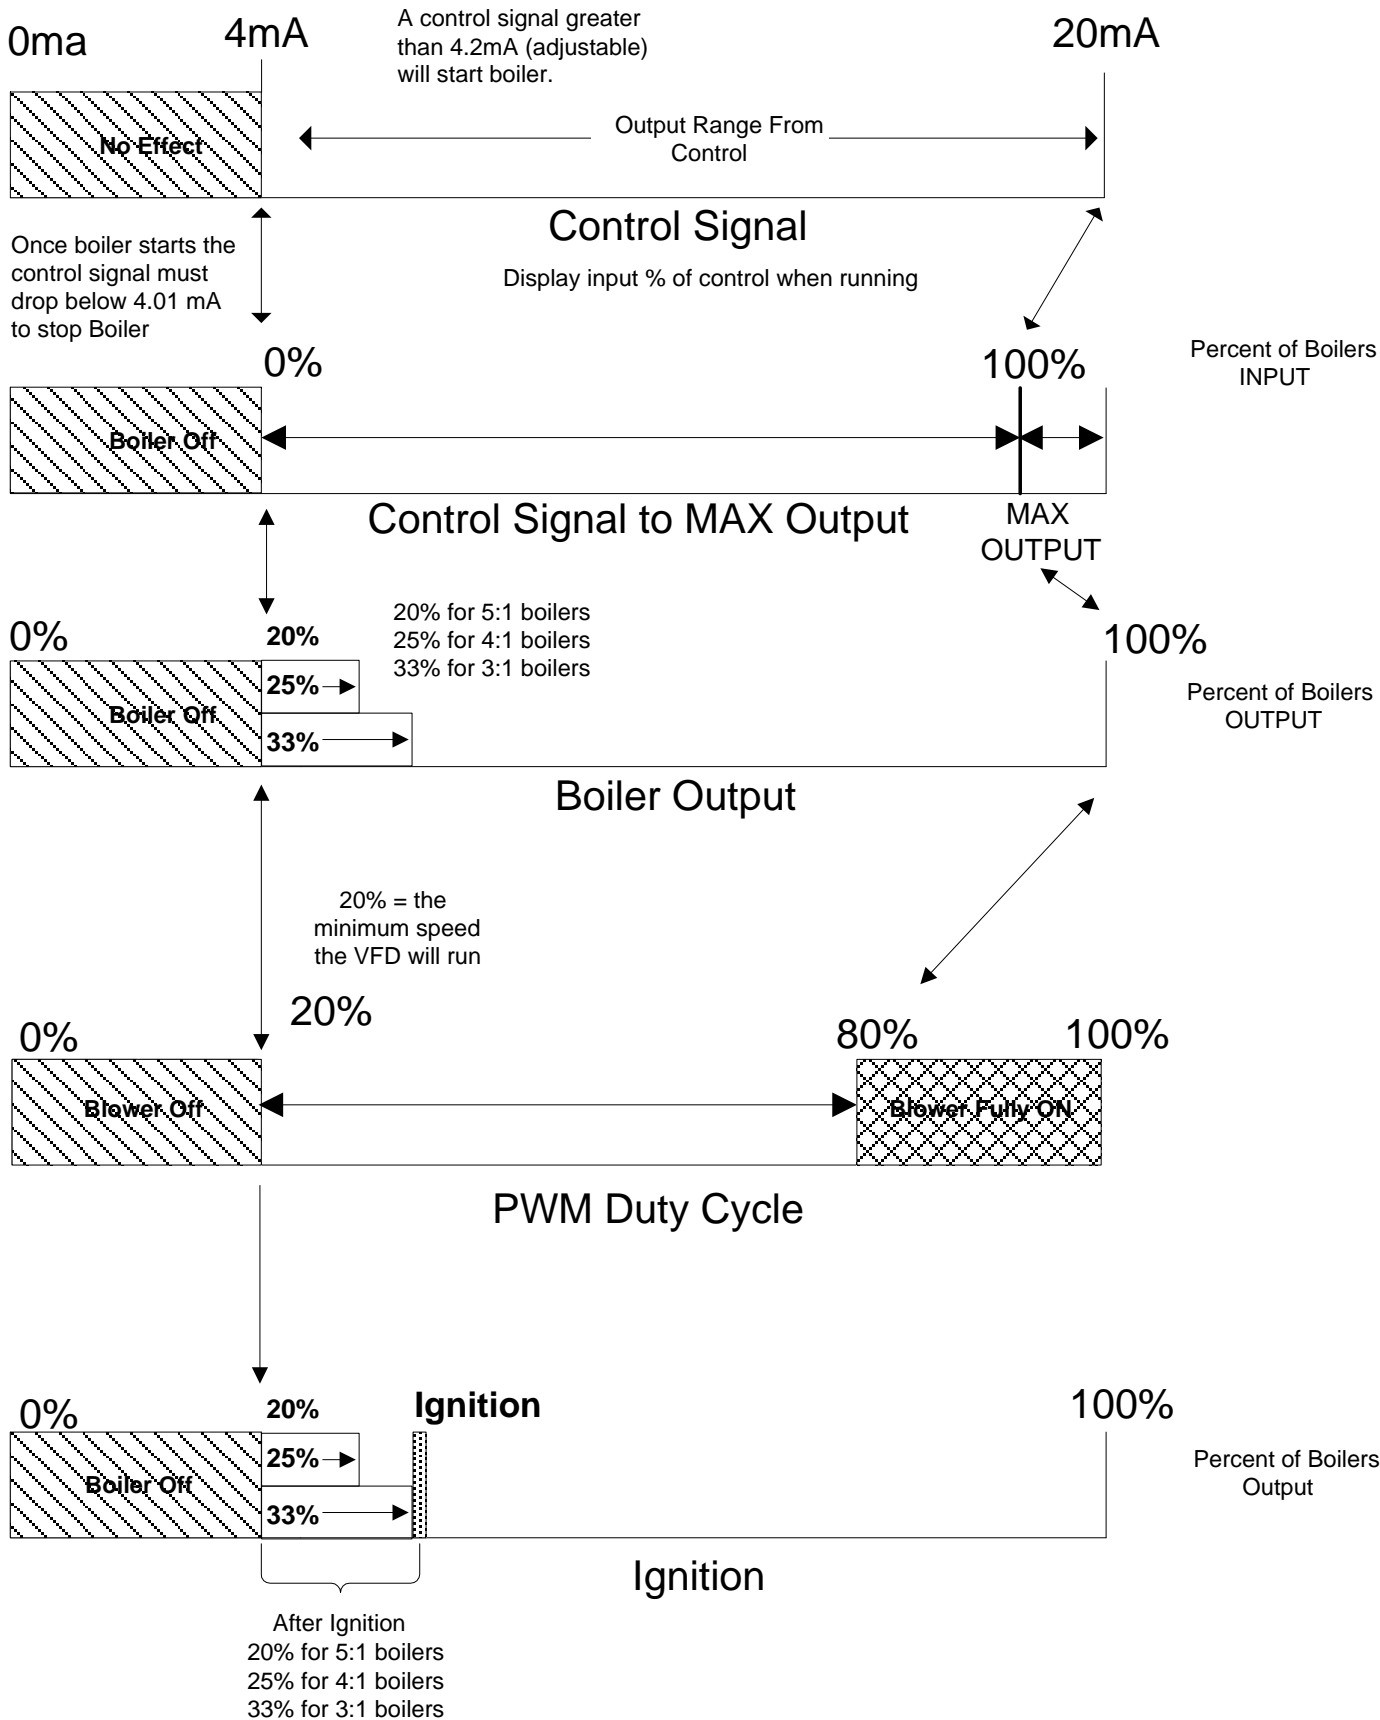 0ma
4mA
A control signal greater
than 4.2mA (adjustable)
will start boiler.
20mA
No Effect
Output Range From
Control
Control Signal
Once boiler starts the
control signal must
drop below 4.01 mA
to stop Boiler
Display input % of control when running
0%
100%
Percent of Boilers
INPUT
Boiler Off
Control Signal to MAX Output
MAX
OUTPUT
0%
20%
20% for 5:1 boilers
25% for 4:1 boilers
33% for 3:1 boilers
100%
25%
Boiler Off
33%
Percent of Boilers
OUTPUT
Boiler Output
20% = the
minimum speed
the VFD will run
0%
20%
80%
100%
Blower Off
Blower Fully ON
PWM Duty Cycle
0%
20%
Ignition
100%
25%
Boiler Off
33%
Percent of Boilers
Output
Ignition
After Ignition
20% for 5:1 boilers
25% for 4:1 boilers
33% for 3:1 boilers